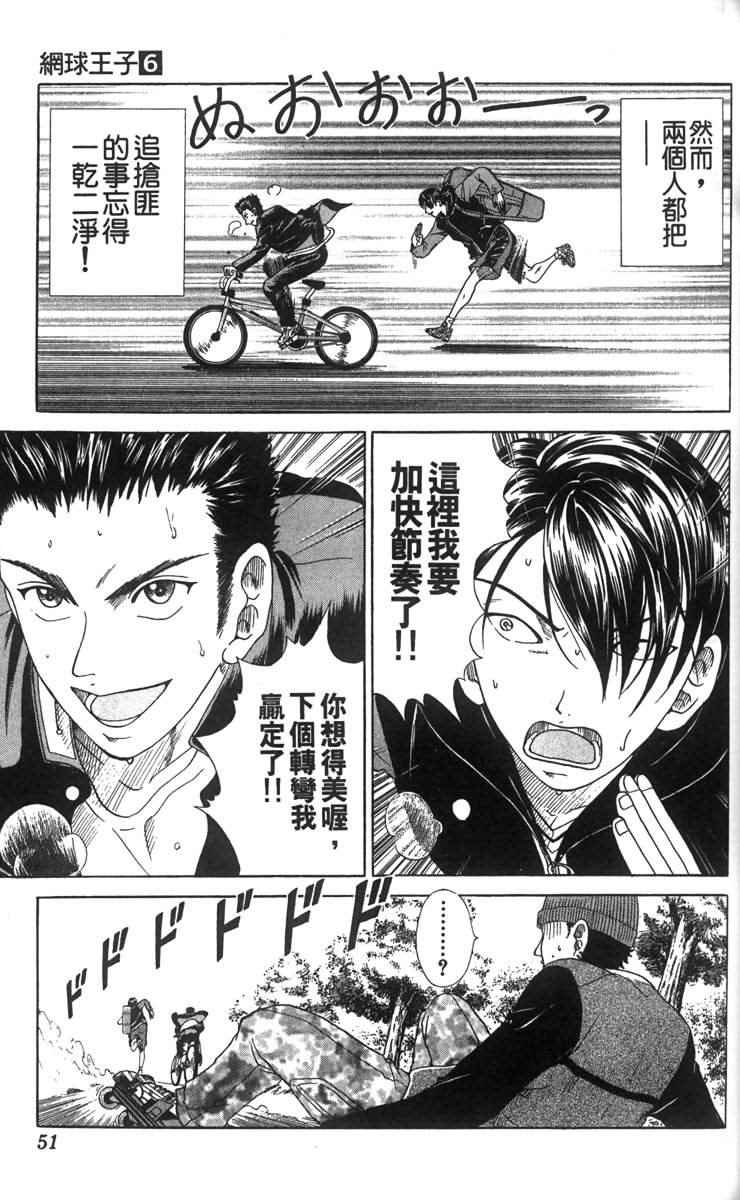 網球王子6
然而，
兩個人都把
——
ぬおおおーっ
追搶匪
的事忘得
一乾二淨！
這裡我要
加快節奏了!!
你想得美喔，
下個轉彎我
贏定了!!
………?
ドドドドドド
51